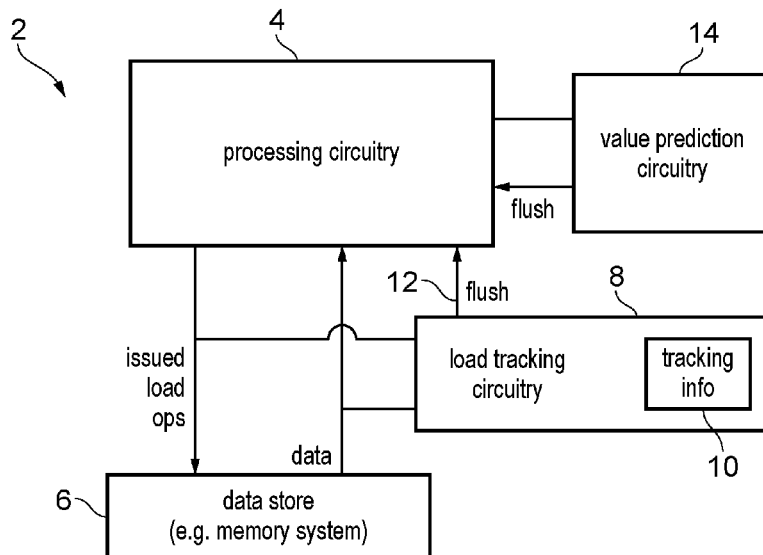 2
4
14
processing circuitry
value prediction
circuitry
flush
12
flush
8
issued
load
ops
load tracking
circuitry
tracking
info
10
data
6
data store
(e.g. memory system)